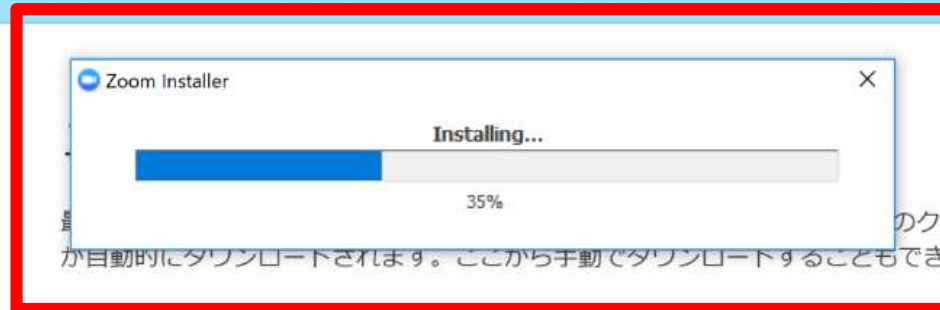 Zoom Installer
Installing...
35%
のク
が自動的にダウンロードされます。ここから手動でダウンロードすることもでき